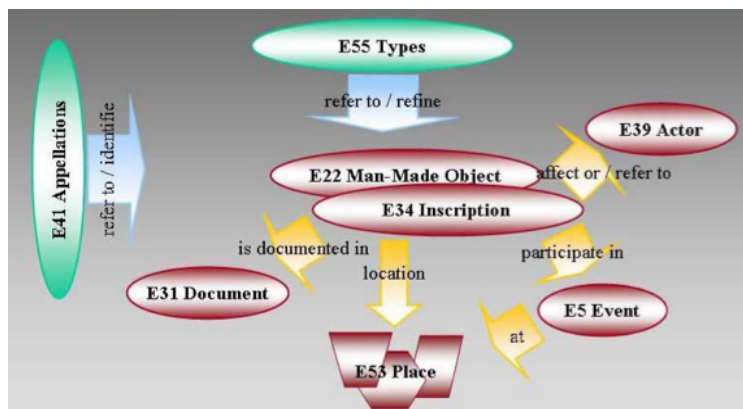 E55 Types
E41 Appellations
refer to / identifie
refer to / refine
E39 Actor
E22 Man-Made Object
affect or / refer to
E34 Inscription
is documented in
location
participate in
E31 Document
E5 Event
at
E53 Place